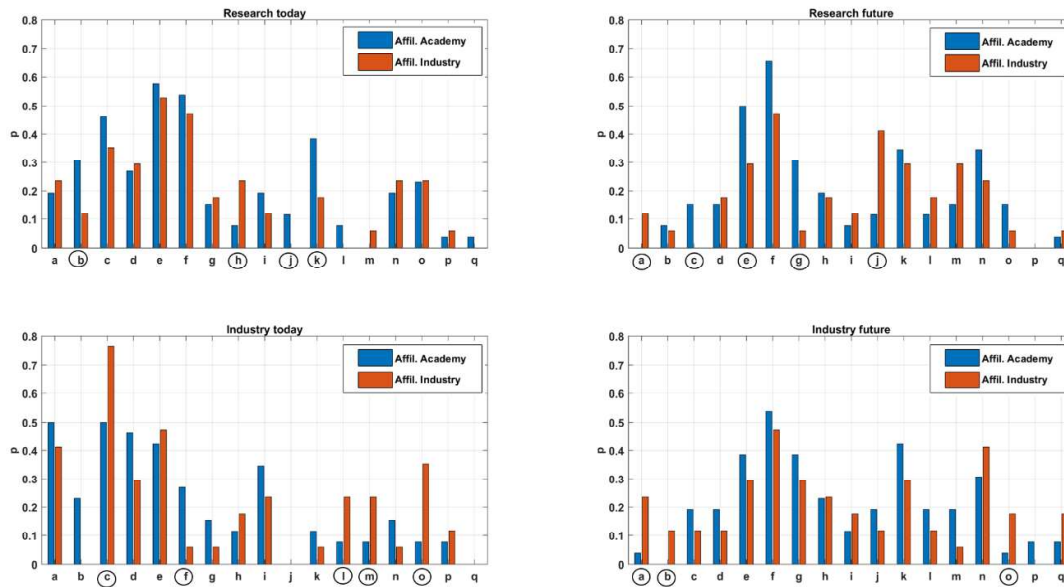 Research today
0.8
0.7
0.6
0.5
0.4
0.3
0.2
0.1
0
p
Affil. Academy
Affil. Industry
a b c d e f g h i j k l m n o p q
Research future
0.8
0.7
0.6
0.5
0.4
0.3
0.2
0.1
0
p
Affil. Academy
Affil. Industry
a b c d e f g h i j k l m n o p q
Industry today
0.8
0.7
0.6
0.5
0.4
0.3
0.2
0.1
0
p
Affil. Academy
Affil. Industry
a b c d e f g h i j k l m n o p q
Industry future
0.8
0.7
0.6
0.5
0.4
0.3
0.2
0.1
0
p
Affil. Academy
Affil. Industry
a b c d e f g h i j k l m n o p q